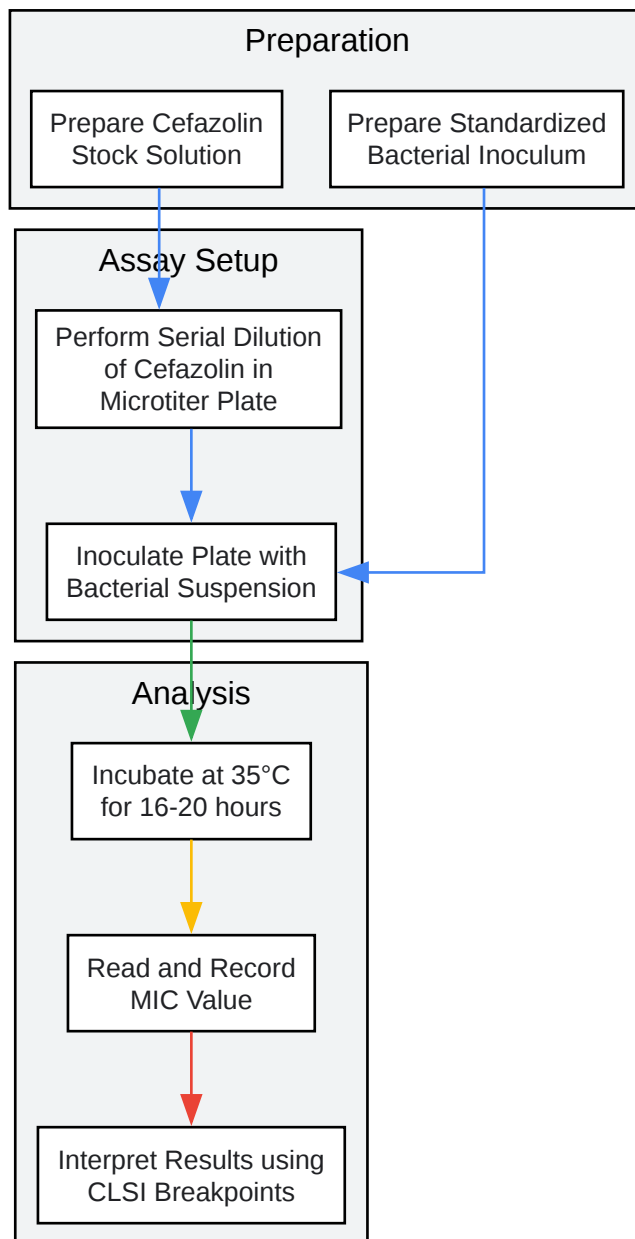 Preparation
Prepare Cefazolin
Stock Solution
Prepare Standardized
Bacterial Inoculum
Assay Setup
Perform Serial Dilution
of Cefazolin in
Microtiter Plate
Inoculate Plate with
Bacterial Suspension
Analysis
Incubate at 35°C
for 16-20 hours
Read and Record
MIC Value
Interpret Results using
CLSI Breakpoints